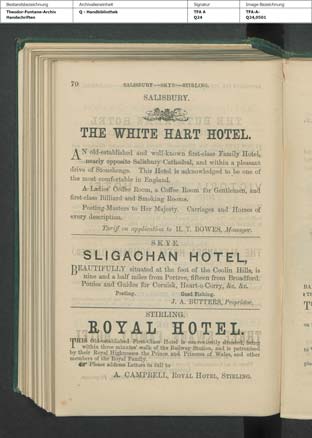 Bestandsbezeichnung Archivalieneinheit Signatur Image-Bezeichnung
Theodor-Fontane-Archiv Q - Handbibliothek TFA A TFA-A-
Handschriften Q24 Q24_0501
70 SALISBURY—SKYE—STIRLING.
SALISBURY.
THE WHITE HART HOTEL.
AN old-established and well-known first-class Family Hotel,
nearly opposite Salisbury Cathedral, and within a pleasant
drive of Stonehenge. This Hotel is acknowledged to be one of
the most comfortable in England.
A Ladies' Coffee Room, a Coffee Room for Gentlemen, and
first-class Billiard and Smoking Rooms.
Posting-Masters to Her Majesty. Carriages and Horses of
every description.
Tariff on application to H. T. BOWES, Manager.
SKYE.
SLIGACHAN HOTEL,
BEAUTIFULLY situated at the foot of the Coolin Hills, is
nine and a half miles from Portree, fifteen from Broadford.
Ponies and Guides for Coruisk, Heart-o-Corry, &c. &c.
Posting. Good Fishing.
J. A. BUTTERS, Proprietor.
STIRLING.
ROYAL HOTEL.
THIS Old-established First-Class Hotel is conveniently situated, being
within three minutes' walk of the Railway Station, and is patronised
by their Royal Highnesses the Prince and Princess of Wales, and other
members of the Royal Family.
☞ Please address Letters in full to
A. CAMPBELL, ROYAL HOTEL, STIRLING.